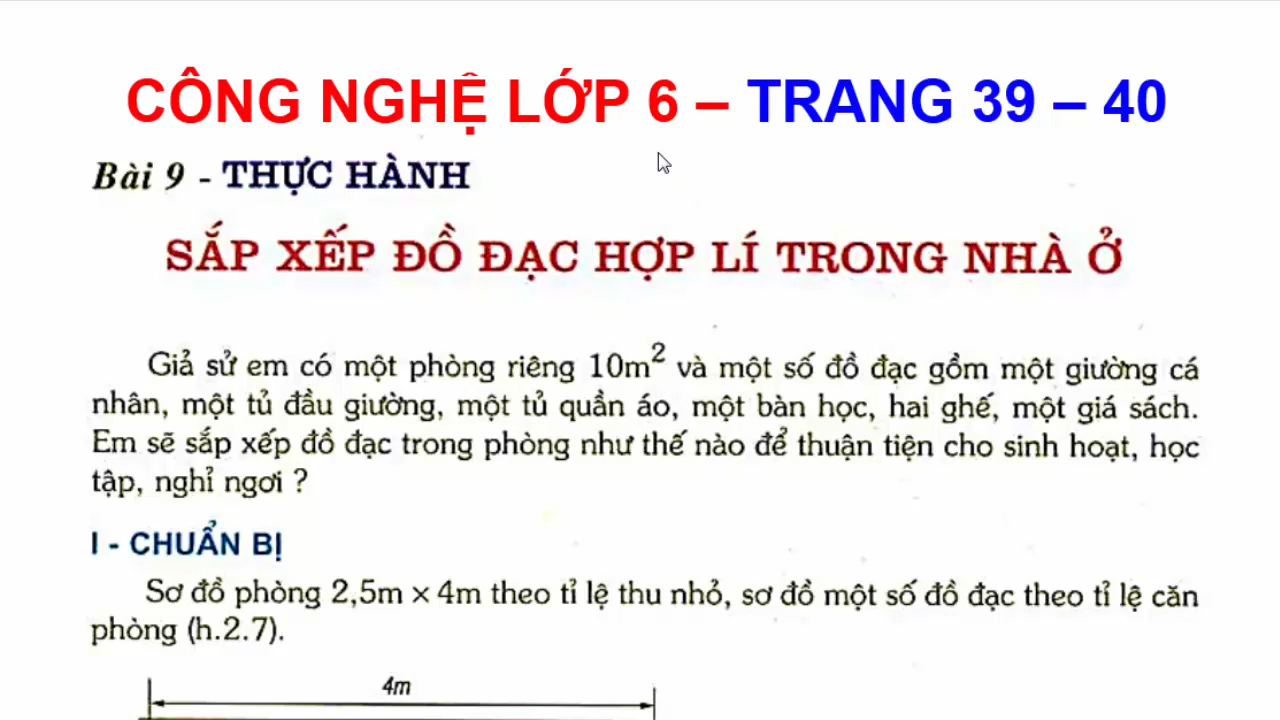 CÔNG NGHỆ LỚP 6 – TRANG 39 – 40
Bài 9 - THỰC HÀNH
SẮP XẾP ĐỒ ĐẠC HỢP LÍ TRONG NHÀ Ở
Giả sử em có một phòng riêng 10m² và một số đồ đạc gồm một giường cá
nhân, một tủ đầu giường, một tủ quần áo, một bàn học, hai ghế, một giá sách.
Em sẽ sắp xếp đồ đạc trong phòng như thế nào để thuận tiện cho sinh hoạt, học
tập, nghỉ ngơi ?
I - CHUẨN BỊ
Sơ đồ phòng 2,5m × 4m theo tỉ lệ thu nhỏ, sơ đồ một số đồ đạc theo tỉ lệ căn
phòng (h.2.7).
4m